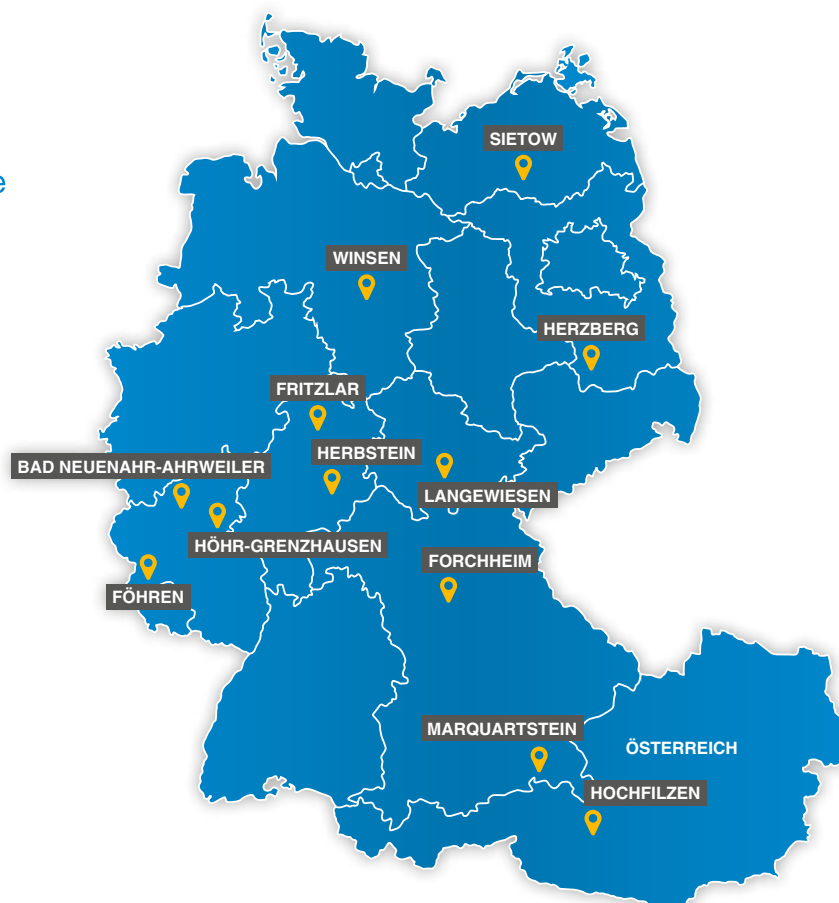 SIETOW
e
WINSEN
HERZBERG
FRITZLAR
HERBSTEIN
BAD NEUENAHR-AHRWEILER
LANGEWIESEN
HÖHR-GRENZHAUSEN
FORCHHEIM
FÖHREN
MARQUARTSTEIN
ÖSTERREICH
HOCHFILZEN